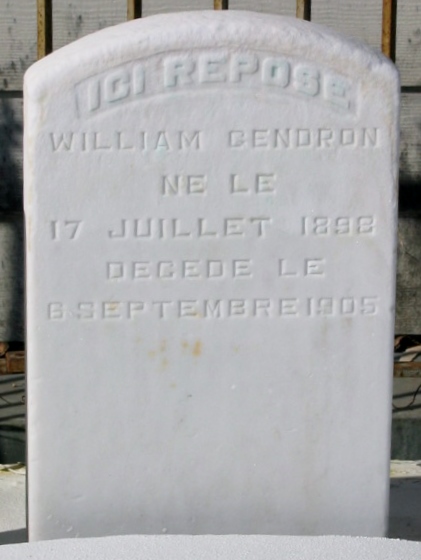 ICI REPOSE
WILLIAM GENDRON
NE LE
17 JUILLET 1898
DECEDE LE
6 SEPTEMBRE 1905